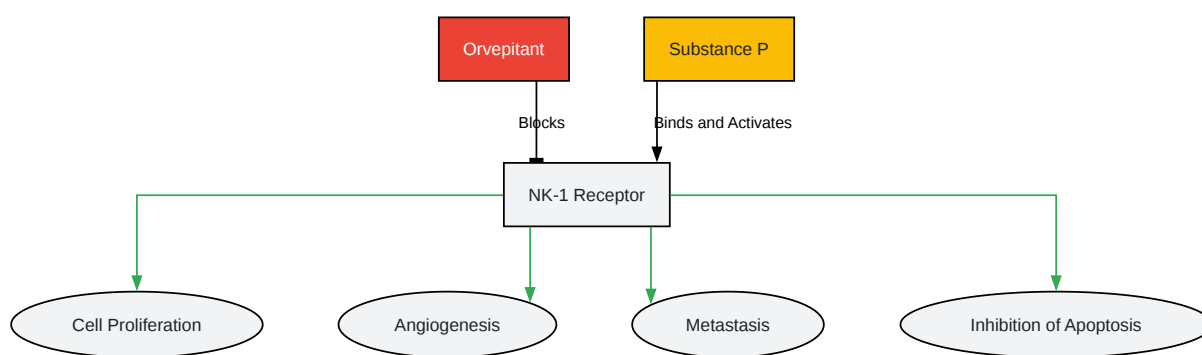 Orvepitant
Substance P
Blocks
Binds and Activates
NK-1 Receptor
Cell Proliferation
Angiogenesis
Metastasis
Inhibition of Apoptosis